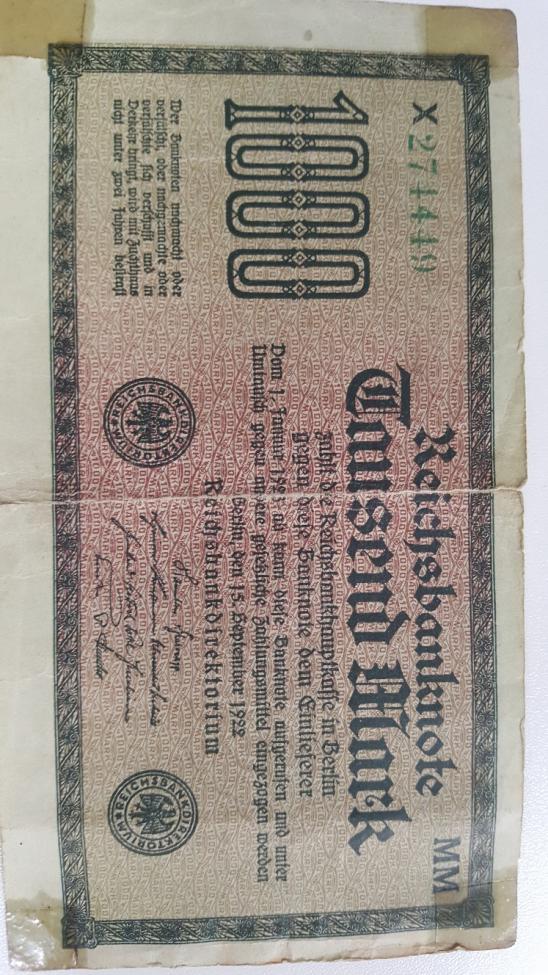 X 274449
Reichsbanknote
MM
1000
Tausend Mark
zahlt die Reichsbankhauptkasse in Berlin
gegen diese Banknote dem Einlieferer
Vom 1. Januar 1923 ab kann diese Banknote aufgerufen und unter
Umtausch gegen andere gesetzliche Zahlungsmittel eingezogen werden
Berlin, den 15. September 1922
Reichsbankdirektorium
Wer Banknoten nachmacht oder
verfälscht, oder nachgemachte oder
verfälschte sich verschafft und in
Verkehr bringt, wird mit Zuchthaus
nicht unter zwei Jahren bestraft
REICHSBANKDIREKTORIUM
REICHSBANKDIREKTORIUM